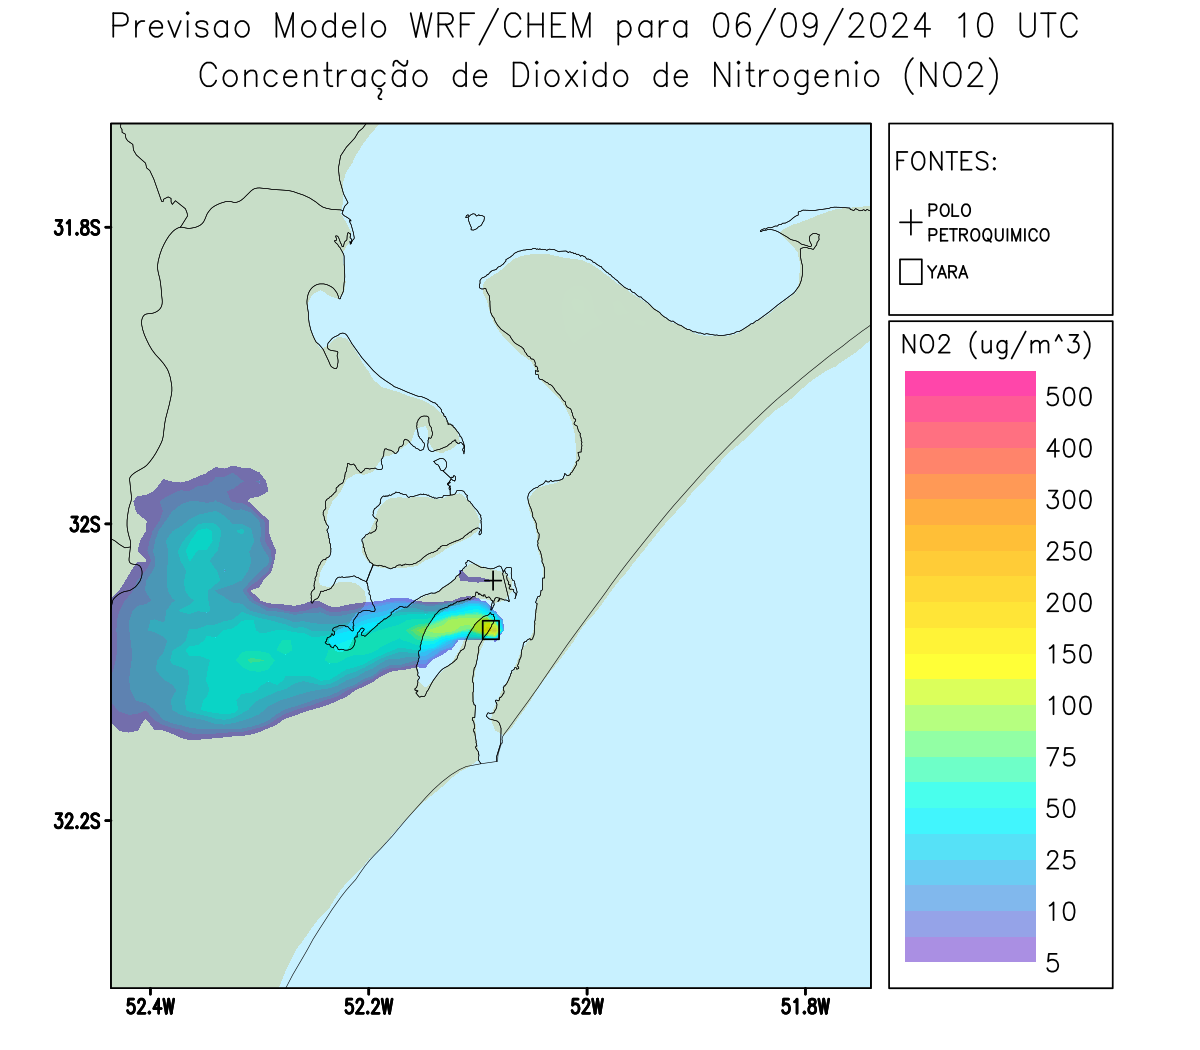 Previsao Modelo WRF/CHEM para 06/09/2024 10 UTC
Concentração de Dioxido de Nitrogenio (NO2)
FONTES:
POLO
PETROQUIMICO
YARA
31.8S
32S
32.2S
52.4W
52.2W
52W
51.8W
NO2 (ug/m^3)
500
400
300
250
200
150
100
75
50
25
10
5